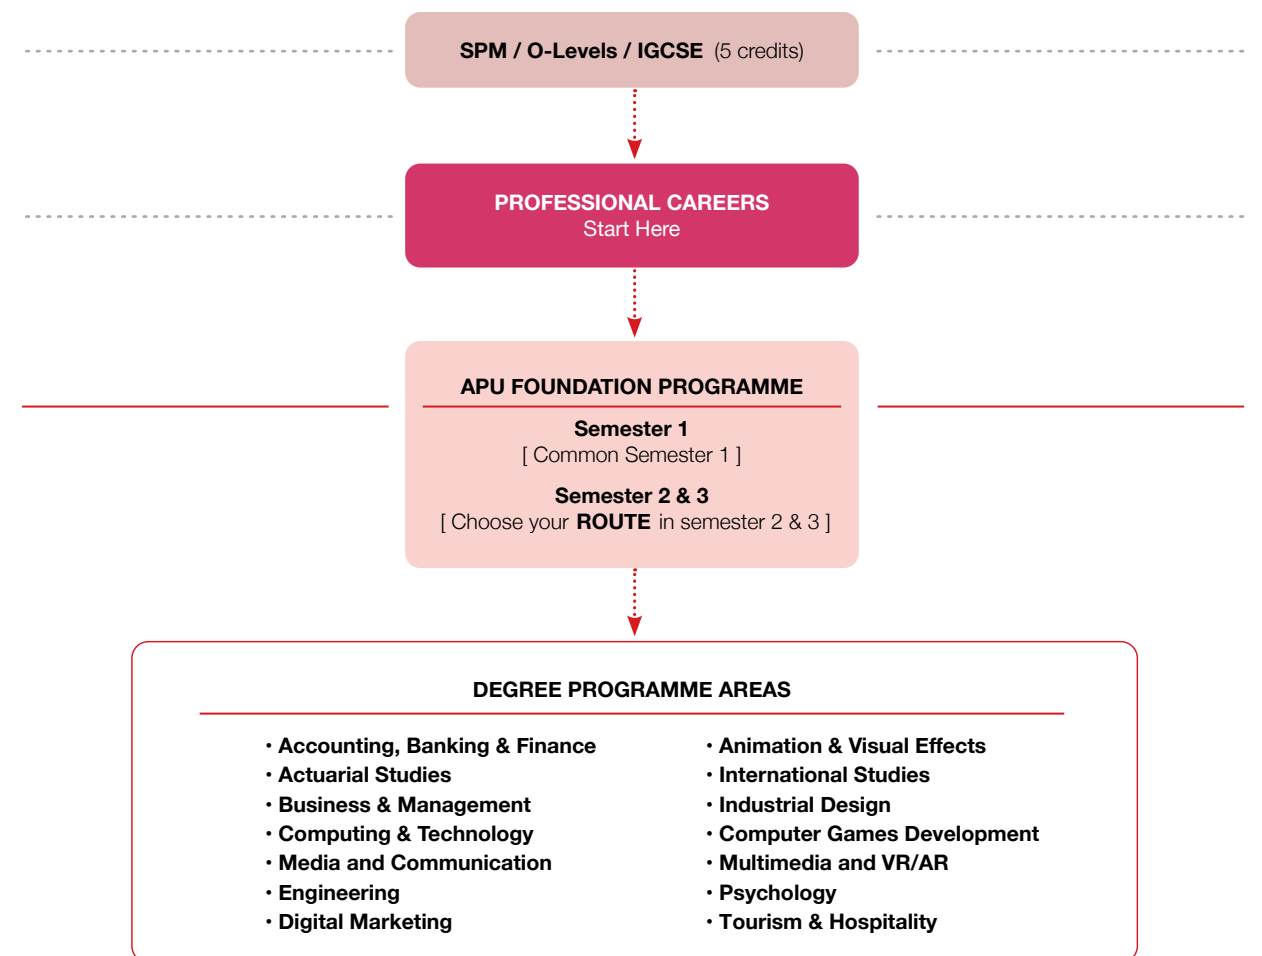 SPM / O-Levels / IGCSE (5 credits)
PROFESSIONAL CAREERS
Start Here
APU FOUNDATION PROGRAMME
Semester 1
[ Common Semester 1 ]
Semester 2 & 3
[ Choose your ROUTE in semester 2 & 3 ]
DEGREE PROGRAMME AREAS
• Accounting, Banking & Finance
• Actuarial Studies
• Business & Management
• Computing & Technology
• Media and Communication
• Engineering
• Digital Marketing
• Animation & Visual Effects
• International Studies
• Industrial Design
• Computer Games Development
• Multimedia and VR/AR
• Psychology
• Tourism & Hospitality